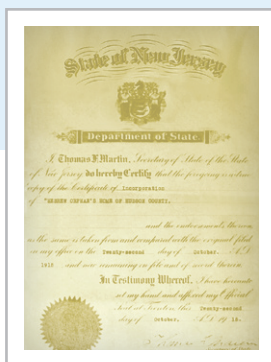 State of New Jersey
Department of State
I, Thomas F. Martin, Secretary of State of the State
of New Jersey do hereby Certify that the foregoing is a true
copy of the Certificate of Incorporation
of "HEBREW ORPHAN'S HOME OF HUDSON COUNTY.
and the endorsements thereon
as the same is taken from and compared with the original filed
in my office on the Twenty-second day of October, A.D.
1915 and now remaining on file and of record therein
In Testimony Whereof, I have hereunto
set my hand and affixed my Official
Seal at Trenton this Twenty-second
day of October, A.D. 1915.